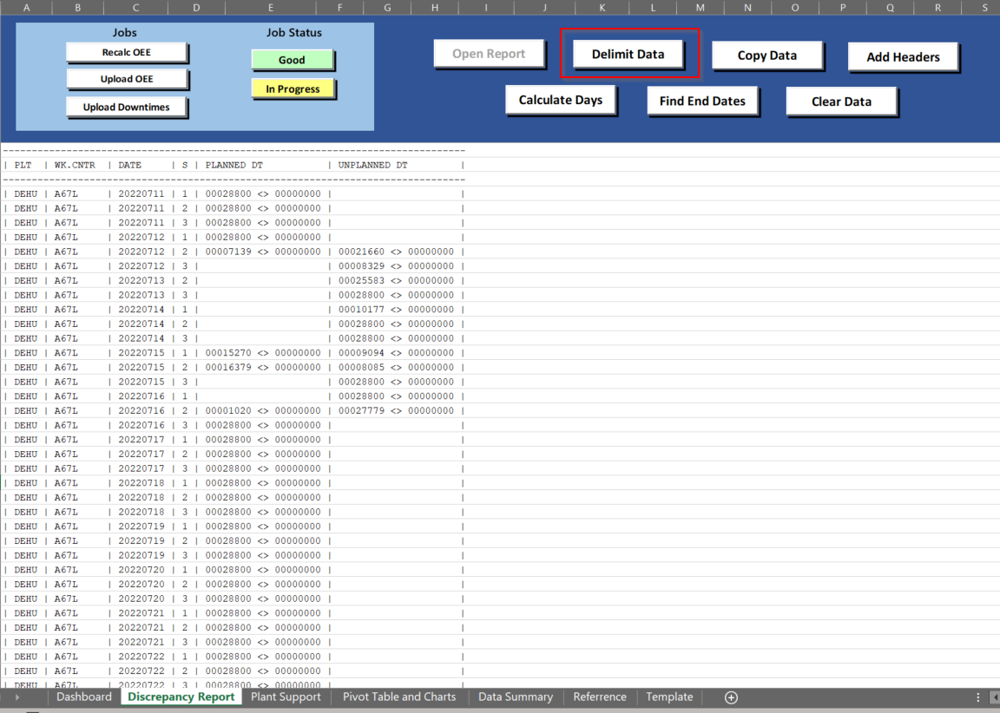 A B C D E F G H I J K L M N O P Q R S
Jobs
Recalc OEE
Upload OEE
Upload Downtimes
Job Status
Good
In Progress
Open Report
Delimit Data
Copy Data
Add Headers
Calculate Days
Find End Dates
Clear Data
--------------------------------------------------------------------------------
| PLT | WK.CNTR | DATE | S | PLANNED DT | UNPLANNED DT |
--------------------------------------------------------------------------------
| DEHU | A67L | 20220711 | 1 | 00028800 <> 00000000 | |
| DEHU | A67L | 20220711 | 2 | 00028800 <> 00000000 | |
| DEHU | A67L | 20220711 | 3 | 00028800 <> 00000000 | |
| DEHU | A67L | 20220712 | 1 | 00028800 <> 00000000 | |
| DEHU | A67L | 20220712 | 2 | 00007139 <> 00000000 | 00021660 <> 00000000 |
| DEHU | A67L | 20220712 | 3 | | 00008329 <> 00000000 |
| DEHU | A67L | 20220713 | 2 | | 00025583 <> 00000000 |
| DEHU | A67L | 20220713 | 3 | | 00028800 <> 00000000 |
| DEHU | A67L | 20220714 | 1 | | 00010177 <> 00000000 |
| DEHU | A67L | 20220714 | 2 | | 00028800 <> 00000000 |
| DEHU | A67L | 20220714 | 3 | | 00028800 <> 00000000 |
| DEHU | A67L | 20220715 | 1 | 00015270 <> 00000000 | 00009094 <> 00000000 |
| DEHU | A67L | 20220715 | 2 | 00016379 <> 00000000 | 00008085 <> 00000000 |
| DEHU | A67L | 20220715 | 3 | | 00028800 <> 00000000 |
| DEHU | A67L | 20220716 | 1 | | 00028800 <> 00000000 |
| DEHU | A67L | 20220716 | 2 | 00001020 <> 00000000 | 00027779 <> 00000000 |
| DEHU | A67L | 20220716 | 3 | 00028800 <> 00000000 | |
| DEHU | A67L | 20220717 | 1 | 00028800 <> 00000000 | |
| DEHU | A67L | 20220717 | 2 | 00028800 <> 00000000 | |
| DEHU | A67L | 20220717 | 3 | 00028800 <> 00000000 | |
| DEHU | A67L | 20220718 | 1 | 00028800 <> 00000000 | |
| DEHU | A67L | 20220718 | 2 | 00028800 <> 00000000 | |
| DEHU | A67L | 20220718 | 3 | 00028800 <> 00000000 | |
| DEHU | A67L | 20220719 | 1 | 00028800 <> 00000000 | |
| DEHU | A67L | 20220719 | 2 | 00028800 <> 00000000 | |
| DEHU | A67L | 20220719 | 3 | 00028800 <> 00000000 | |
| DEHU | A67L | 20220720 | 1 | 00028800 <> 00000000 | |
| DEHU | A67L | 20220720 | 2 | 00028800 <> 00000000 | |
| DEHU | A67L | 20220720 | 3 | 00028800 <> 00000000 | |
| DEHU | A67L | 20220721 | 1 | 00028800 <> 00000000 | |
| DEHU | A67L | 20220721 | 2 | 00028800 <> 00000000 | |
| DEHU | A67L | 20220721 | 3 | 00028800 <> 00000000 | |
| DEHU | A67L | 20220722 | 1 | 00028800 <> 00000000 | |
| DEHU | A67L | 20220722 | 2 | 00028800 <> 00000000 | |
| DEHU | A67L | 20220722 | 3 | 00028800 <> 00000000 | |
Dashboard Discrepancy Report Plant Support Pivot Table and Charts Data Summary Referrence Template